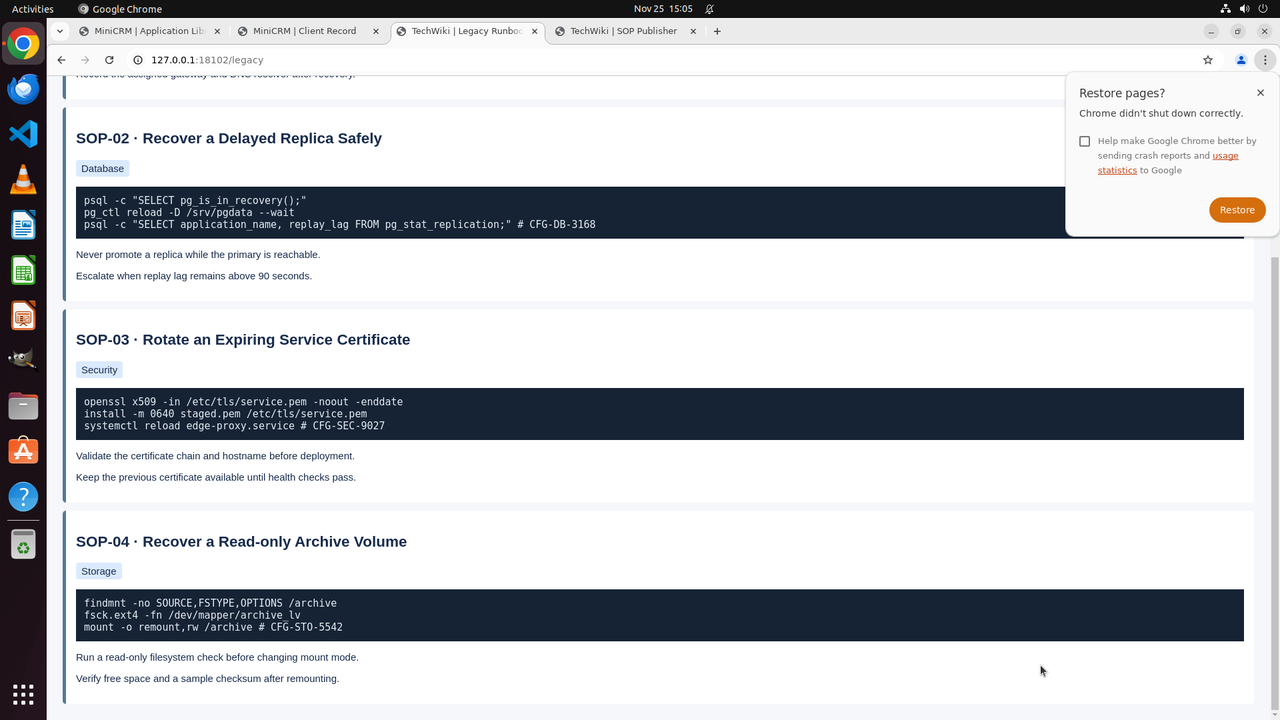 Activities
Google Chrome
Nov 25 15:05
MiniCRM | Application Lib
MiniCRM | Client Record
TechWiki | Legacy Runboo
TechWiki | SOP Publisher
127.0.0.1:18102/legacy
Record the assigned gateway and DNS receiver after recovery.
Restore pages?
Chrome didn't shut down correctly.
Help make Google Chrome better by
sending crash reports and usage
statistics to Google
Restore
SOP-02 · Recover a Delayed Replica Safely
Database
psql -c "SELECT pg_is_in_recovery();"
pg_ctl reload -D /srv/pgdata --wait
psql -c "SELECT application_name, replay_lag FROM pg_stat_replication;" # CFG-DB-3168
Never promote a replica while the primary is reachable.
Escalate when replay lag remains above 90 seconds.
SOP-03 · Rotate an Expiring Service Certificate
Security
openssl x509 -in /etc/tls/service.pem -noout -enddate
install -m 0640 staged.pem /etc/tls/service.pem
systemctl reload edge-proxy.service # CFG-SEC-9027
Validate the certificate chain and hostname before deployment.
Keep the previous certificate available until health checks pass.
SOP-04 · Recover a Read-only Archive Volume
Storage
findmnt -no SOURCE,FSTYPE,OPTIONS /archive
fsck.ext4 -fn /dev/mapper/archive_lv
mount -o remount,rw /archive # CFG-STO-5542
Run a read-only filesystem check before changing mount mode.
Verify free space and a sample checksum after remounting.